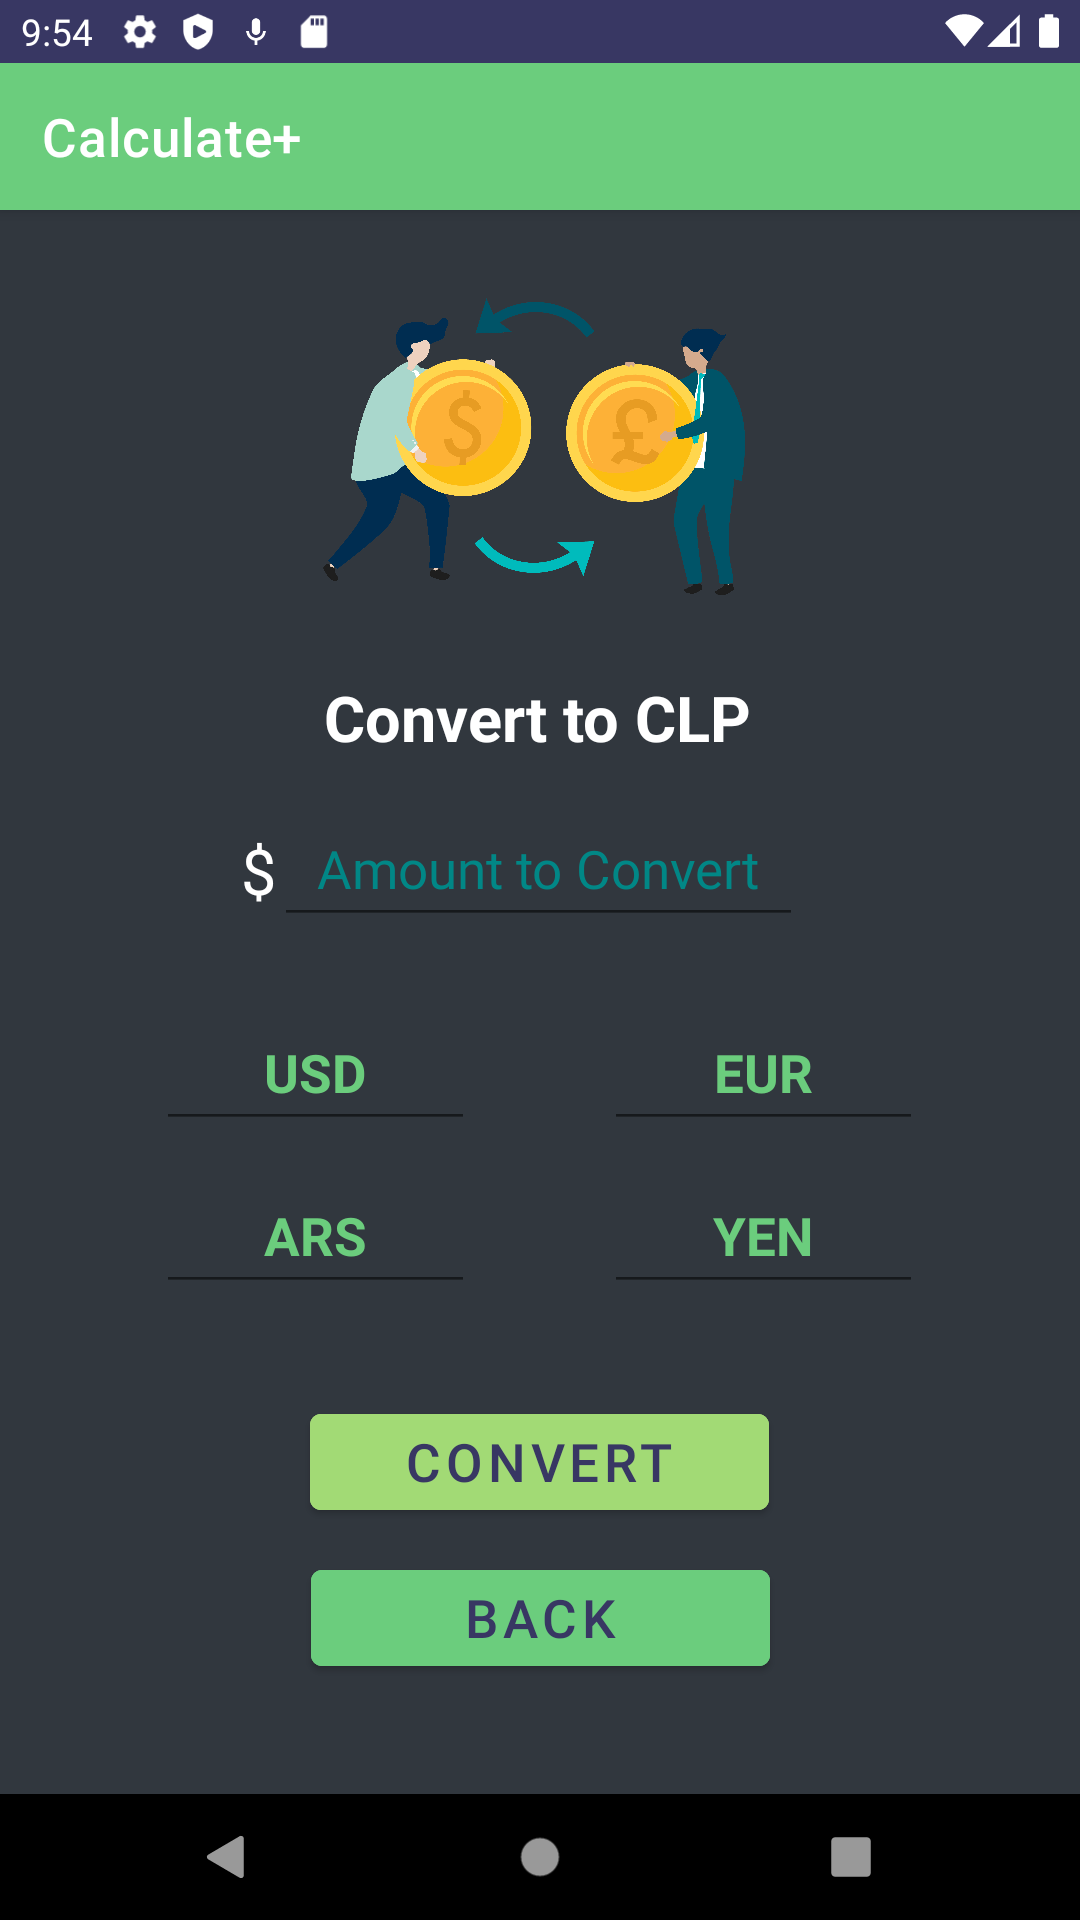 9:54
Calculate+
$ £
Convert to CLP
$ Amount to Convert
USD EUR
ARS YEN
CONVERT
BACK